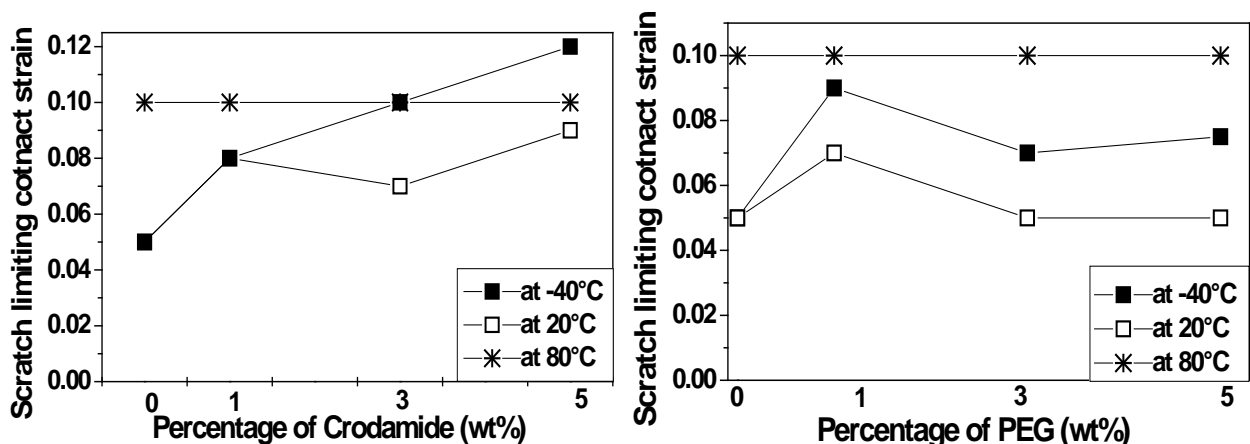 Scratch limiting cotnact strain
0.12
0.10
0.08
0.06
0.04
0.02
0.00
0 1 3 5
Percentage of Crodamide (wt%)
at -40°C
at 20°C
at 80°C
Scratch limiting cotnact strain
0.10
0.08
0.06
0.04
0.02
0.00
0 1 3 5
Percentage of PEG (wt%)
at -40°C
at 20°C
at 80°C